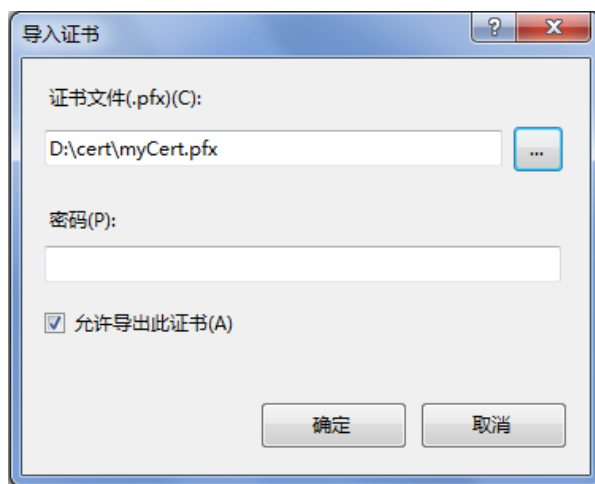 导入证书
证书文件(.pfx)(C):
D:\cert\myCert.pfx
...
密码(P):
允许导出此证书(A)
确定
取消